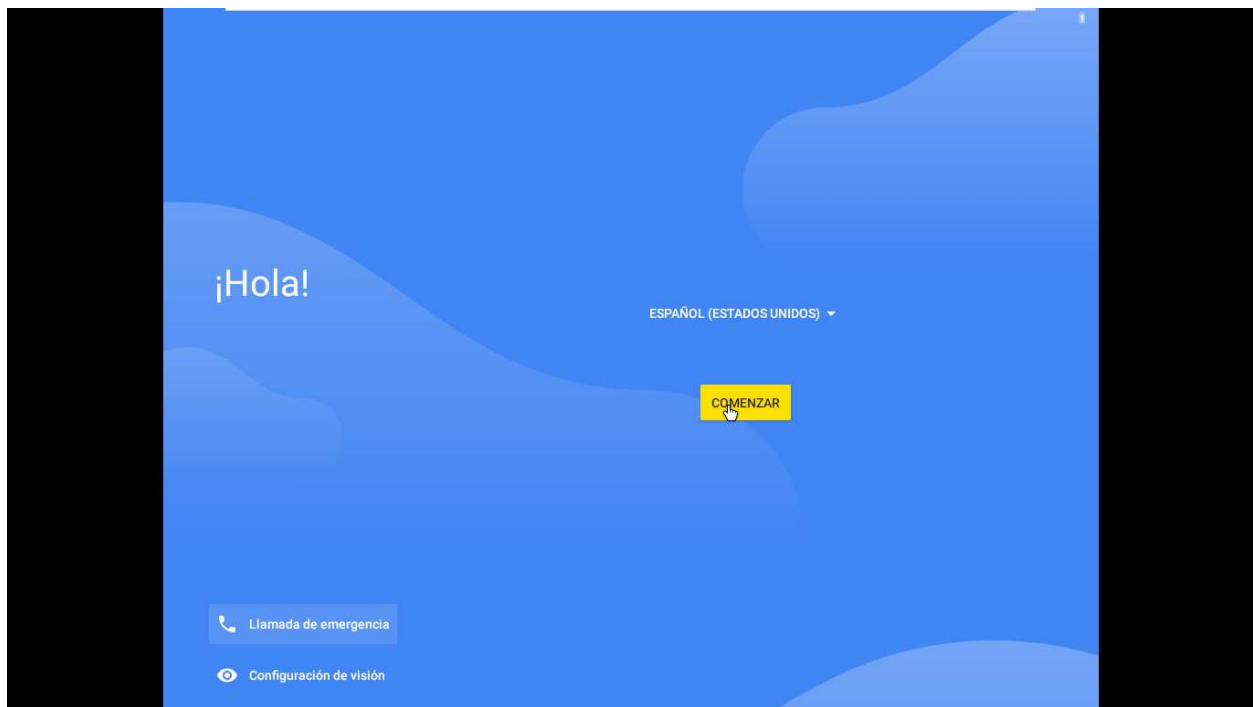 ¡Hola!
ESPAÑOL (ESTADOS UNIDOS)
COMENZAR
Llamada de emergencia
Configuración de visión